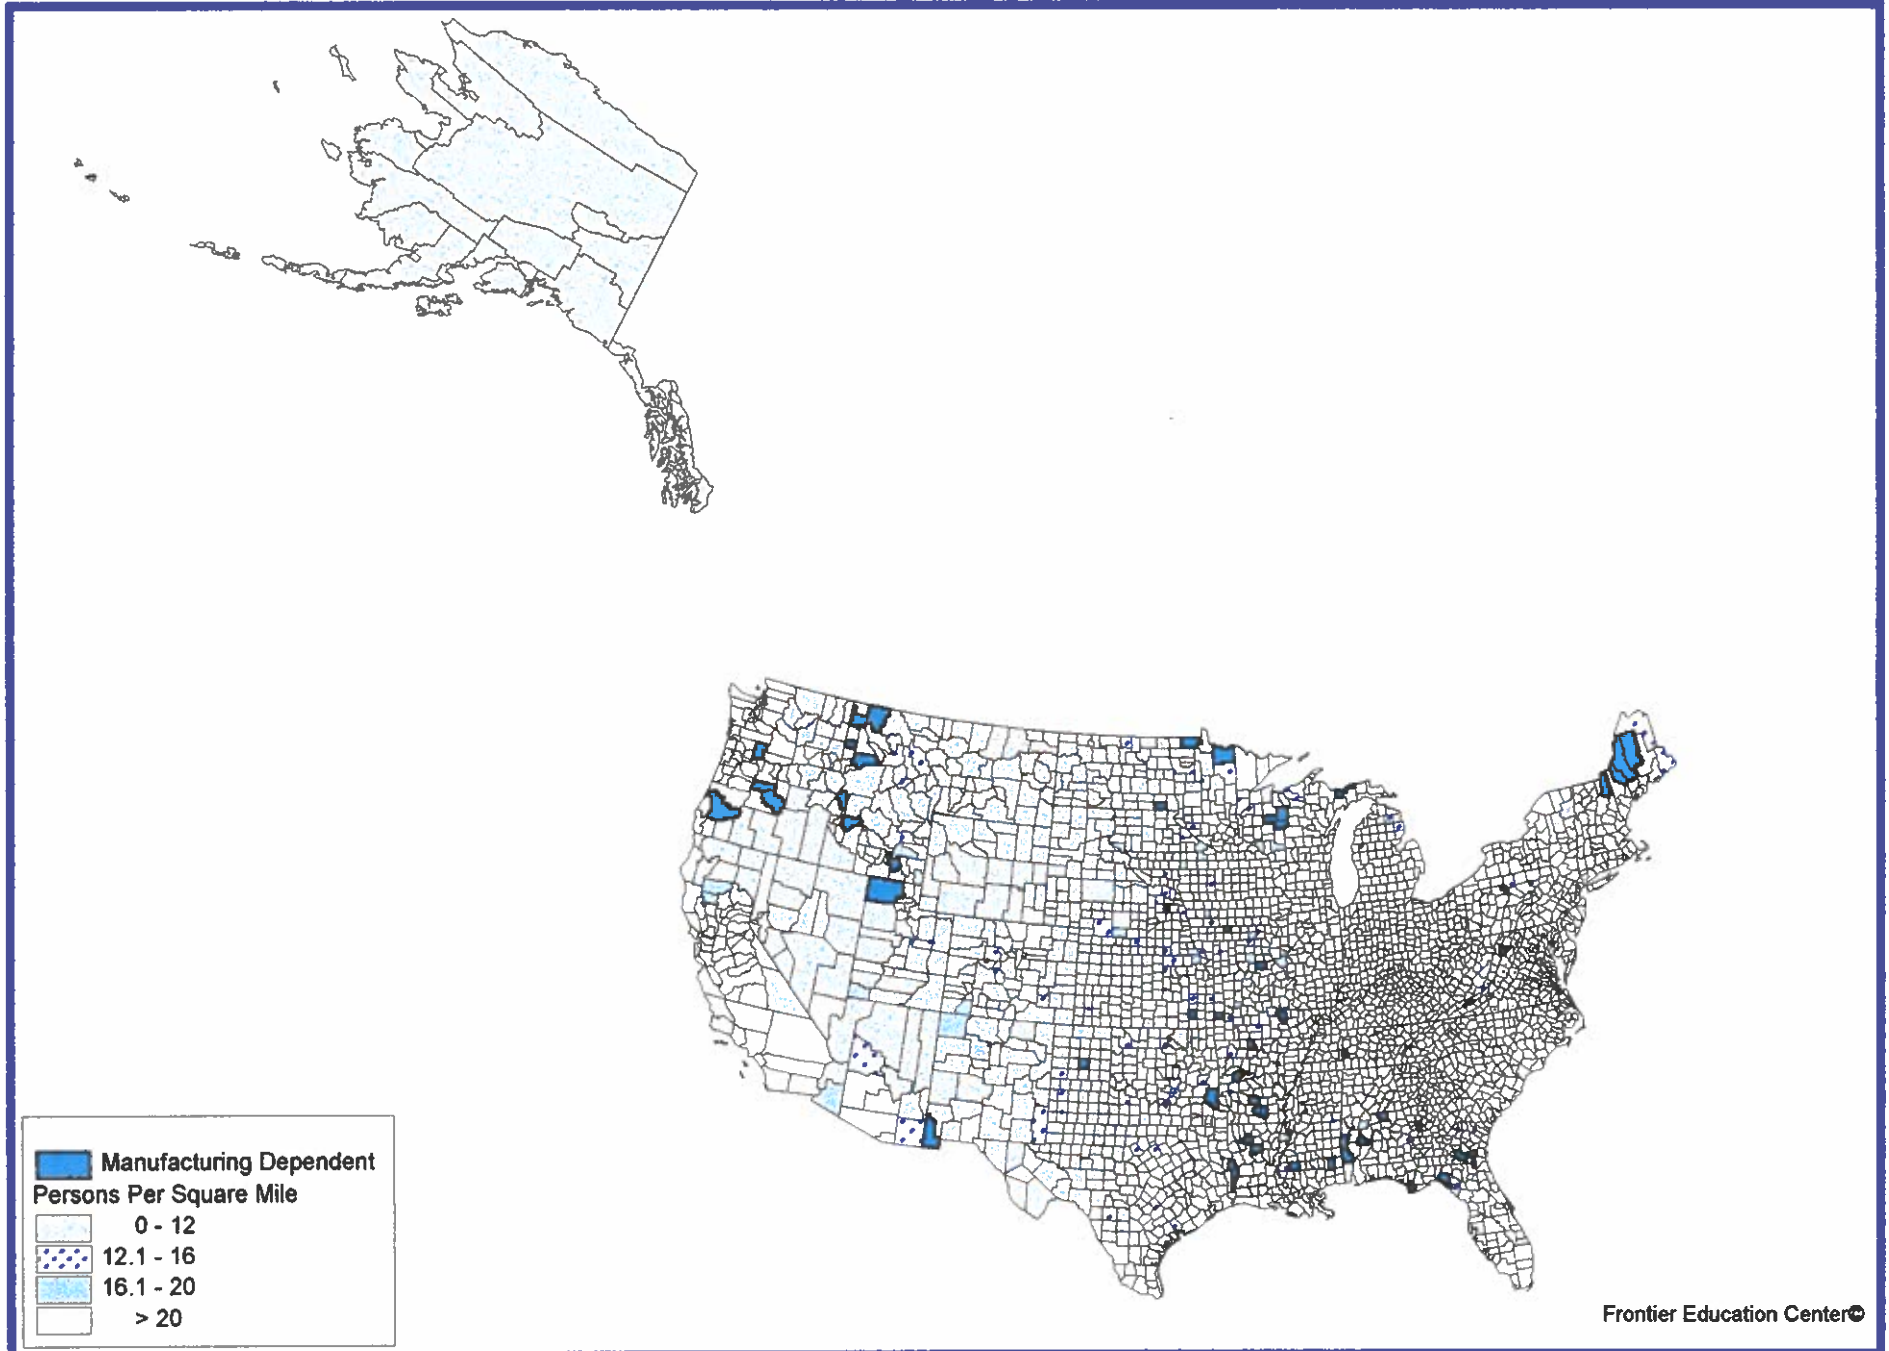 Manufacturing Dependent
Persons Per Square Mile
0 - 12
12.1 - 16
16.1 - 20
> 20
Frontier Education Center©